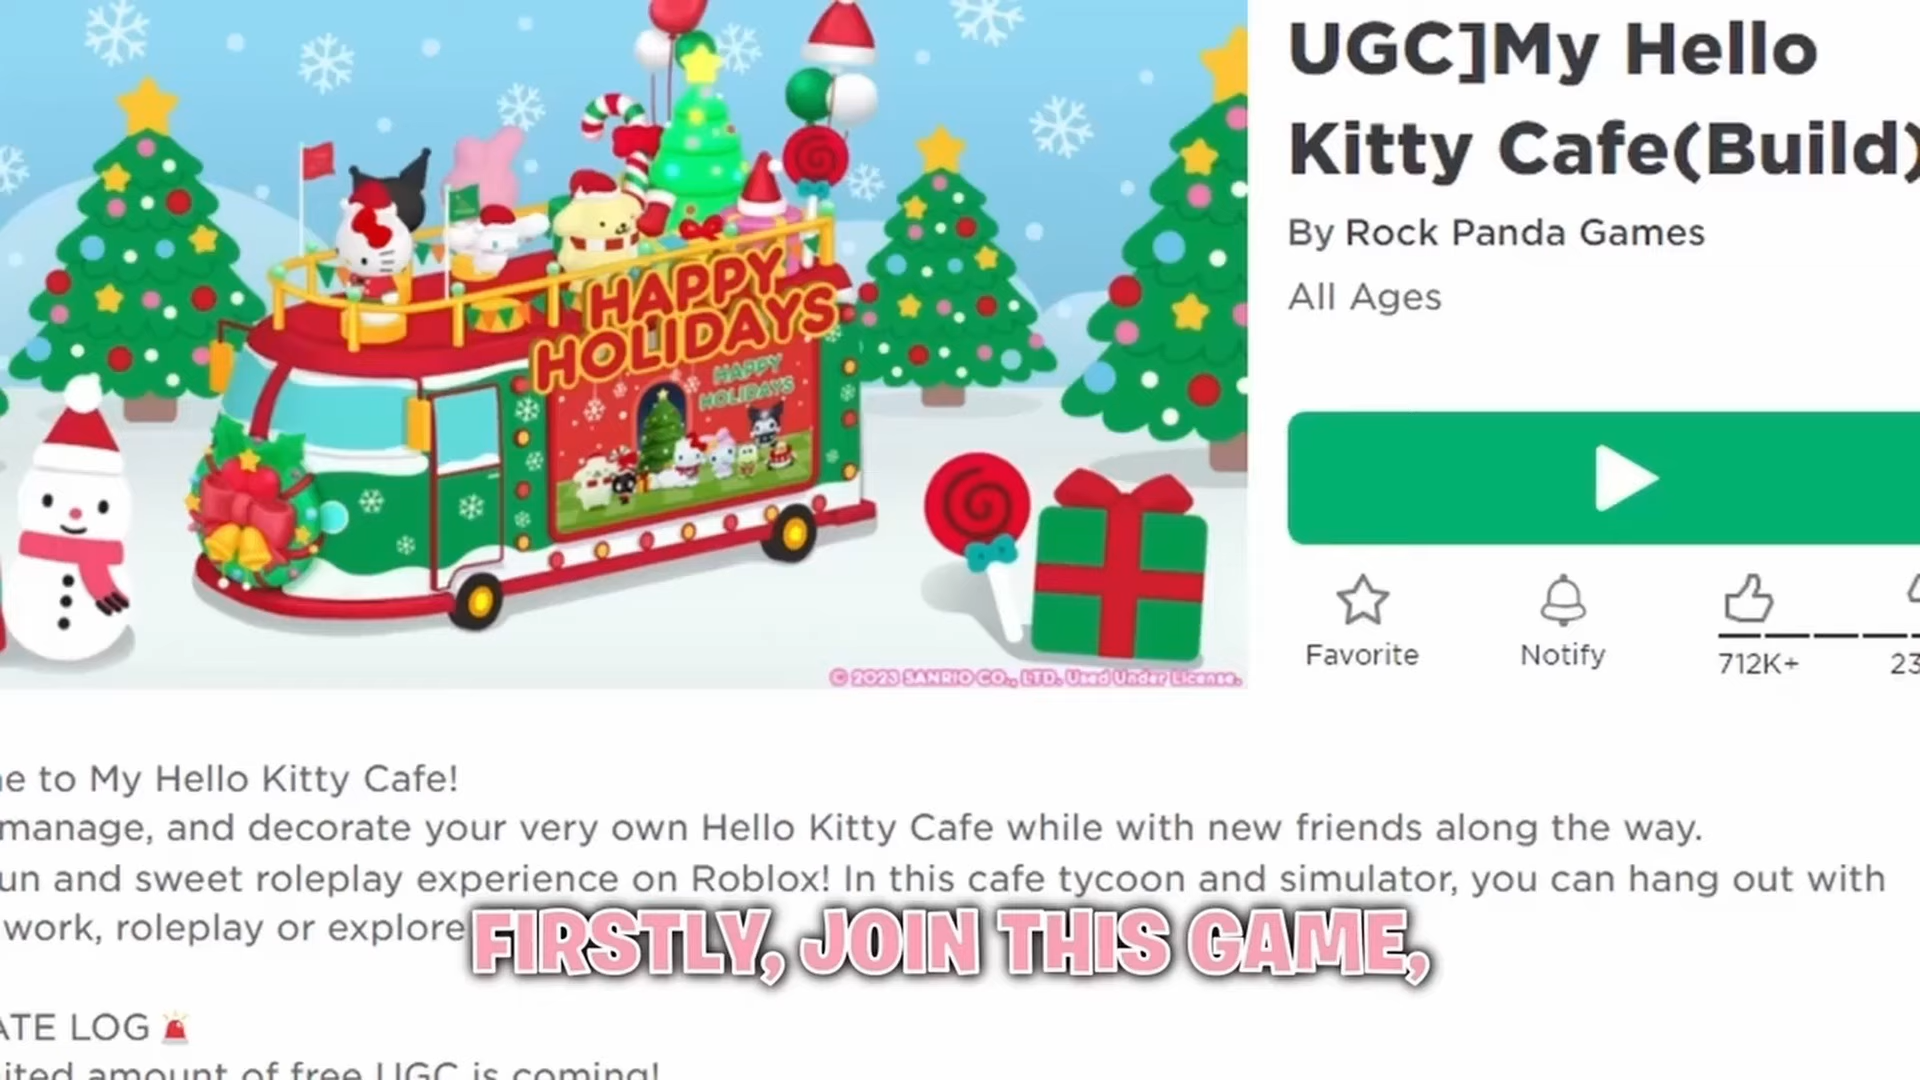 UGC]My Hello
Kitty Cafe(Build)
By Rock Panda Games
All Ages
HAPPY
HOLIDAYS
HAPPY
HOLIDAYS
Favorite
Notify
712K+
23
© 2023 SANRIO CO., LTD. Used Under License.
e to My Hello Kitty Cafe!
manage, and decorate your very own Hello Kitty Cafe while with new friends along the way.
un and sweet roleplay experience on Roblox! In this cafe tycoon and simulator, you can hang out with
work, roleplay or explore
FIRSTLY, JOIN THIS GAME,
ATE LOG
ited amount of free UGC is coming!